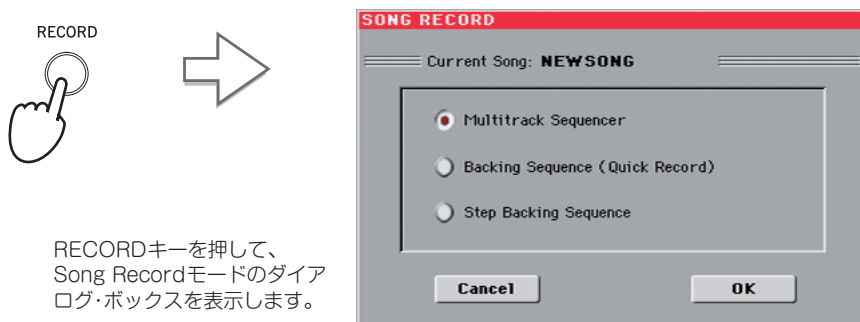 RECORD
RECORDキーを押して、
Song Recordモードのダイア
ログ・ボックスを表示します。
SONG RECORD
Current Song: NEWSONG
Multitrack Sequencer
Backing Sequence (Quick Record)
Step Backing Sequence
Cancel
OK